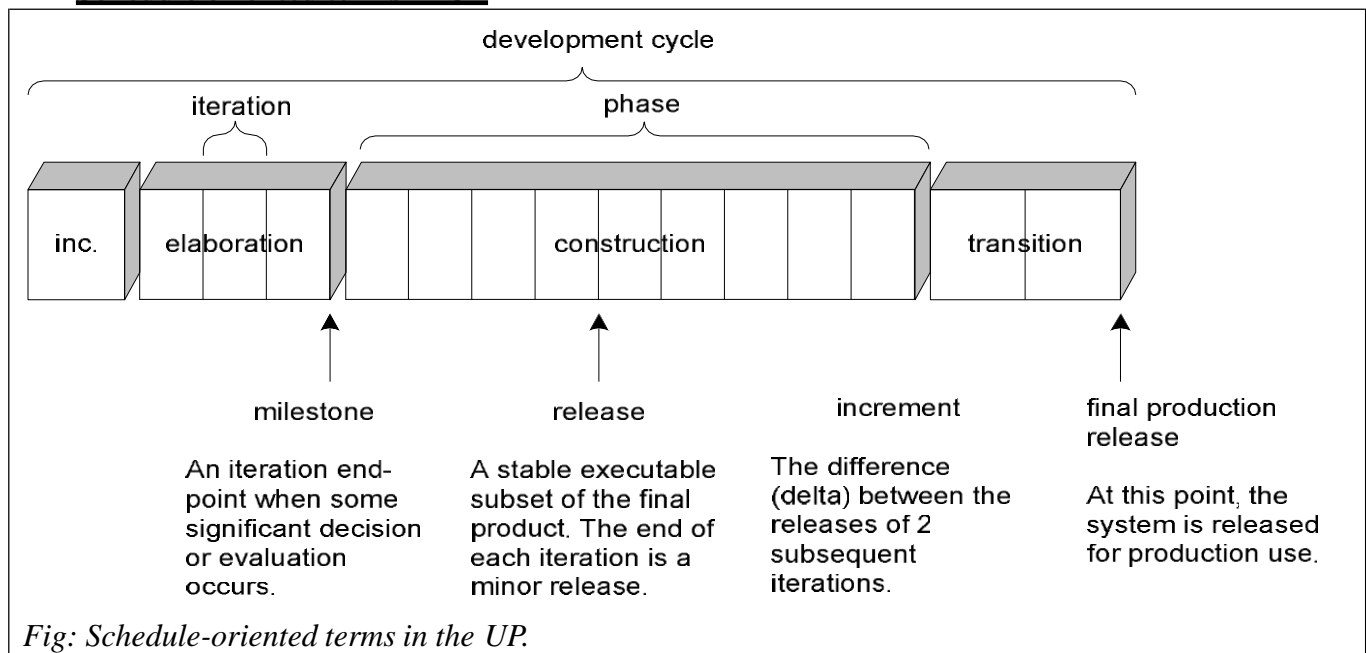 development cycle
iteration
phase
inc.
elaboration
construction
transition
milestone
An iteration end-
point when some
significant decision
or evaluation
occurs.
release
A stable executable
subset of the final
product. The end of
each iteration is a
minor release.
increment
The difference
(delta) between the
releases of 2
subsequent
iterations.
final production
release
At this point, the
system is released
for production use.
Fig: Schedule-oriented terms in the UP.